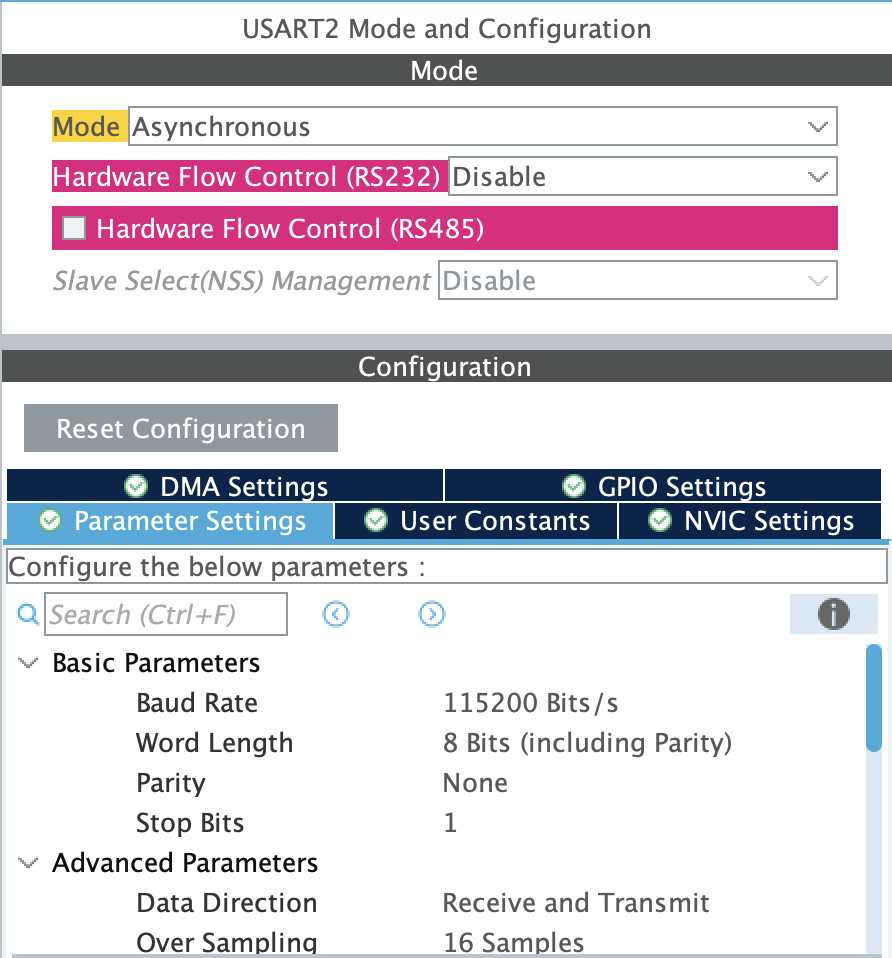 USART2 Mode and Configuration
Mode
Mode Asynchronous
Hardware Flow Control (RS232) Disable
Hardware Flow Control (RS485)
Slave Select(NSS) Management Disable
Configuration
Reset Configuration
DMA Settings GPIO Settings
Parameter Settings User Constants NVIC Settings
Configure the below parameters :
Search (Ctrl+F)
Basic Parameters
Baud Rate 115200 Bits/s
Word Length 8 Bits (including Parity)
Parity None
Stop Bits 1
Advanced Parameters
Data Direction Receive and Transmit
Over Sampling 16 Samples